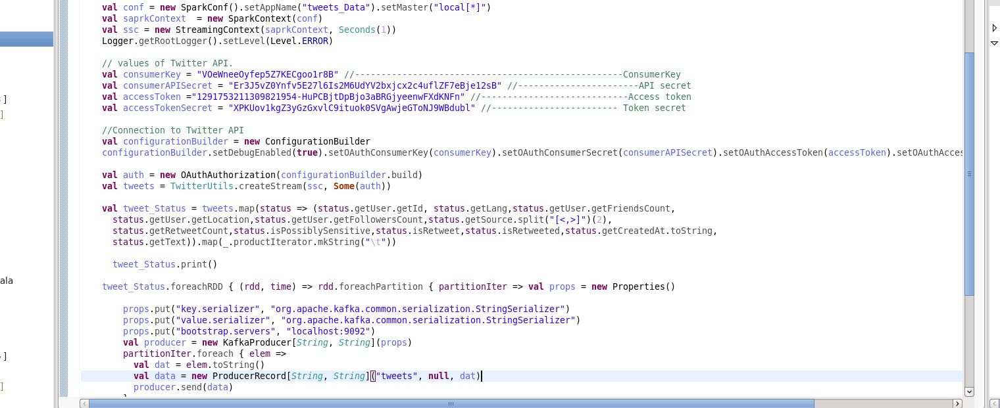 val conf = new SparkConf().setAppName("tweets_Data").setMaster("local[*]")
val saprkContext  = new SparkContext(conf)
val ssc = new StreamingContext(saprkContext, Seconds(1))
Logger.getRootLogger().setLevel(Level.ERROR)
// values of Twitter API.
val consumerKey = "VOeWneeOyfep5Z7KECgoo1r8B" //---------------------------------------------------ConsumerKey
val consumerAPISecret = "Er3J5vZ0Ynfv5E27l6Is2M6UdYV2bxjcx2c4uflZF7eBje12sB" //-----------------------API secret
val accessToken ="1291753211309821954-HuPCBjtDpBjo3aBRGjyeenwFXdKNFn" //----------------------------Access token
val accessTokenSecret = "XPKUov1kgZ3yGzGxvlC9ituok0SVgAwjeGToNJ9WBdubl" //------------------------ Token secret
//Connection to Twitter API
val configurationBuilder = new ConfigurationBuilder
configurationBuilder.setDebugEnabled(true).setOAuthConsumerKey(consumerKey).setOAuthConsumerSecret(consumerAPISecret).setOAuthAccessToken(accessToken).setOAuthAcces
val auth = new OAuthAuthorization(configurationBuilder.build)
val tweets = TwitterUtils.createStream(ssc, Some(auth))
val tweet_Status = tweets.map(status => (status.getUser.getId, status.getLang,status.getUser.getFriendsCount,
status.getUser.getLocation,status.getUser.getFollowersCount,status.getSource.split("[<,>]")(2),
status.getRetweetCount,status.isPossiblySensitive,status.isRetweet,status.isRetweeted,status.getCreatedAt.toString,
status.getText)).map(_.productIterator.mkString("\t"))
tweet_Status.print()
ala
tweet_Status.foreachRDD { (rdd, time) => rdd.foreachPartition { partitionIter => val props = new Properties()
props.put("key.serializer", "org.apache.kafka.common.serialization.StringSerializer")
props.put("value.serializer", "org.apache.kafka.common.serialization.StringSerializer")
props.put("bootstrap.servers", "localhost:9092")
val producer = new KafkaProducer[String, String](props)
partitionIter.foreach { elem =>
val dat = elem.toString()
val data = new ProducerRecord[String, String]("tweets", null, dat)
producer.send(data)